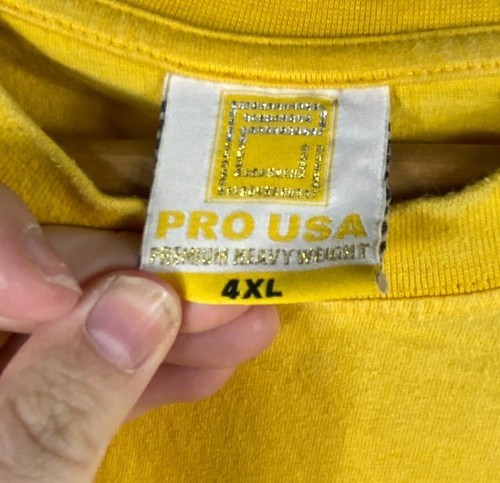 PRO USA
PREMIUM HEAVY WEIGHT
4XL